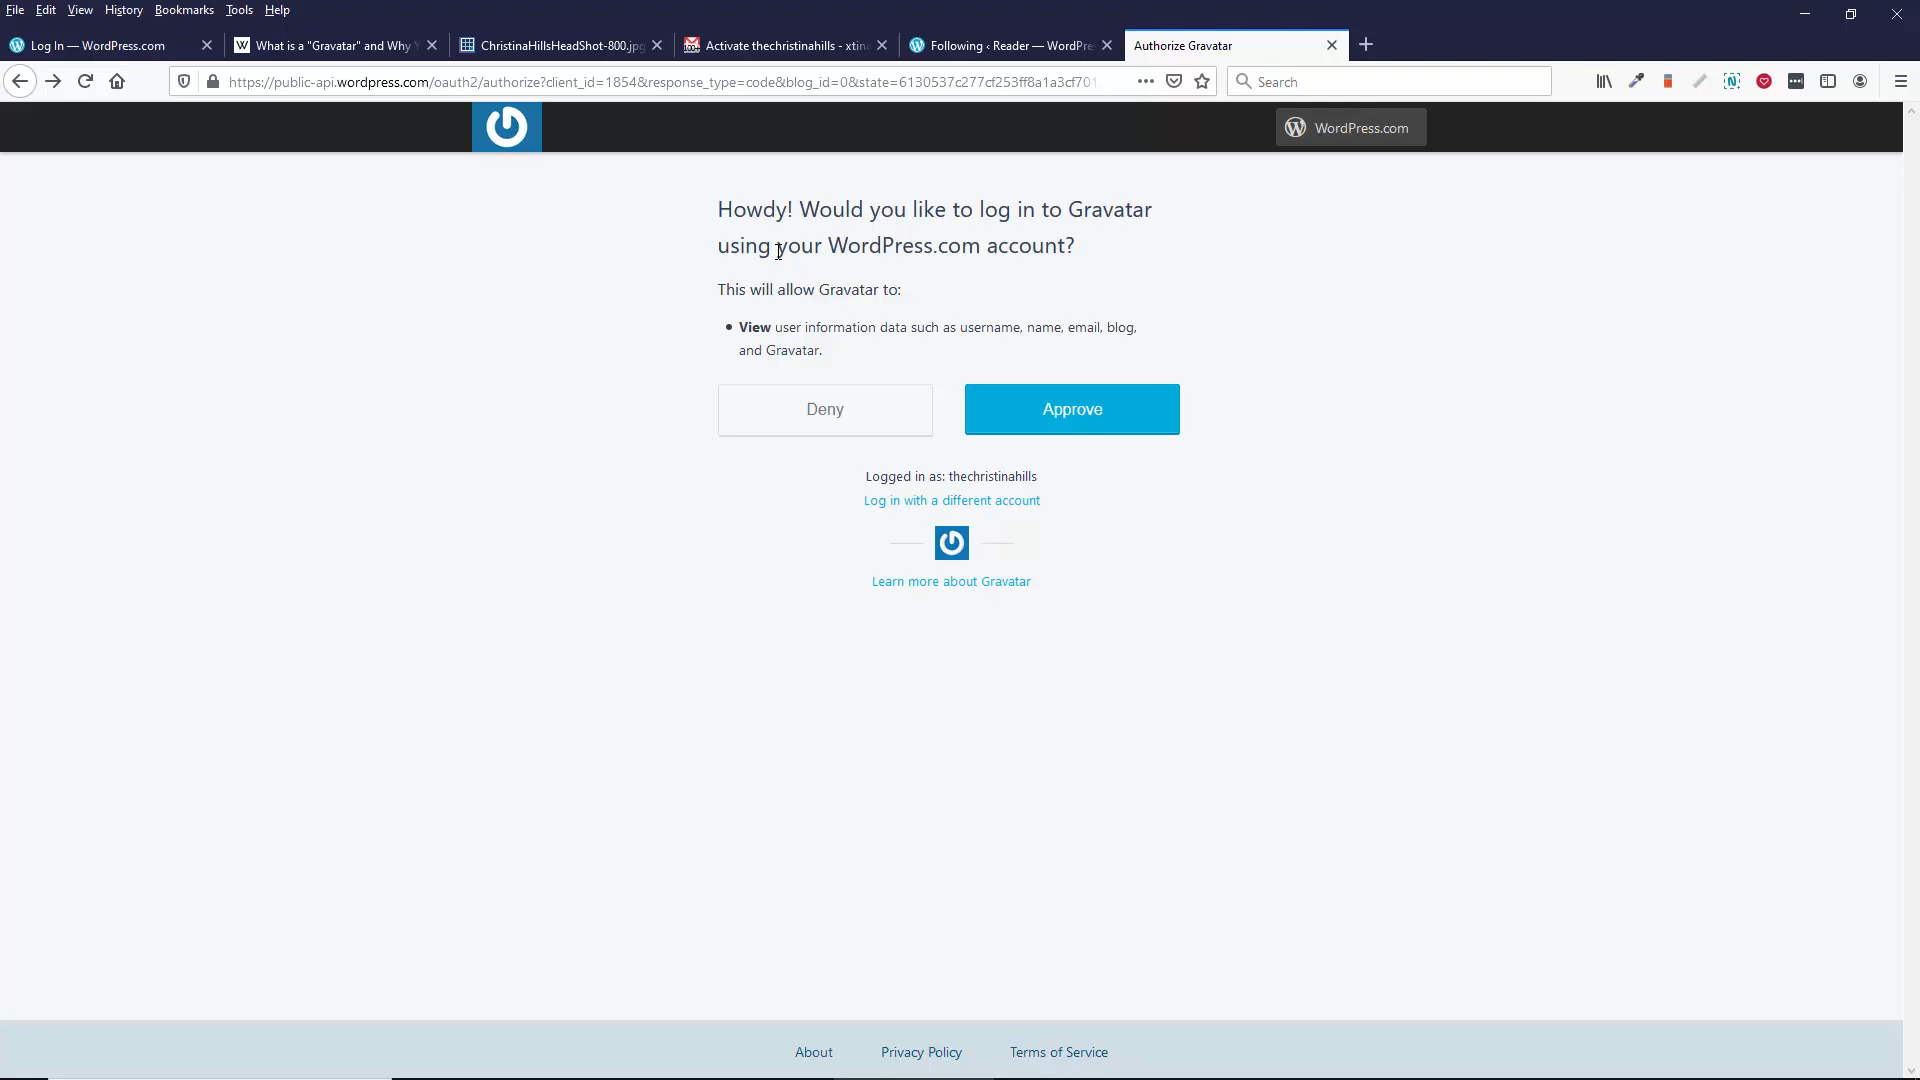 File Edit View History Bookmarks Tools Help
Log In — WordPress.com
What is a "Gravatar" and Why
ChristinaHillsHeadShot-800.jpg
Activate thechristinahills - xtin
Following ‹ Reader — WordPre
Authorize Gravatar
https://public-api.wordpress.com/oauth2/authorize?client_id=1854&response_type=code&blog_id=0&state=6130537c277cf253ff8a1a3cf701
Search
WordPress.com
Howdy! Would you like to log in to Gravatar
using your WordPress.com account?
This will allow Gravatar to:
• View user information data such as username, name, email, blog,
and Gravatar.
Deny
Approve
Logged in as: thechristinahills
Log in with a different account
Learn more about Gravatar
About
Privacy Policy
Terms of Service